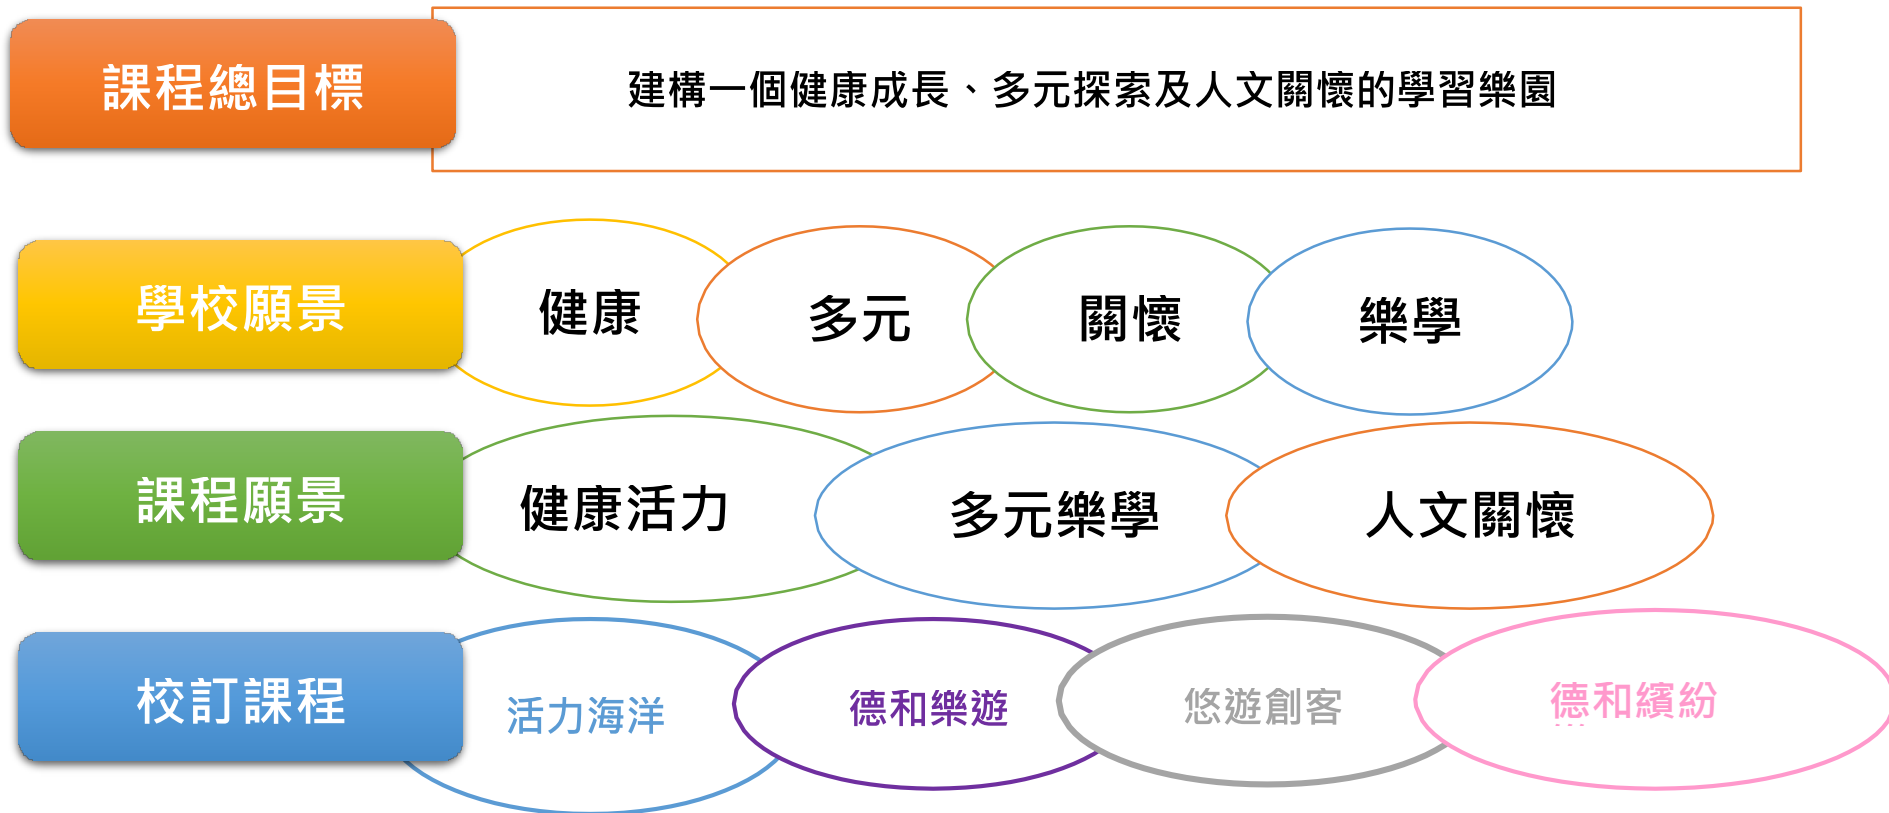 課程總目標
建構一個健康成長、多元探索及人文關懷的學習樂園
學校願景
健康
多元
關懷
樂學
課程願景
健康活力
多元樂學
人文關懷
校訂課程
活力海洋
德和樂遊
悠遊創客
德和繽紛